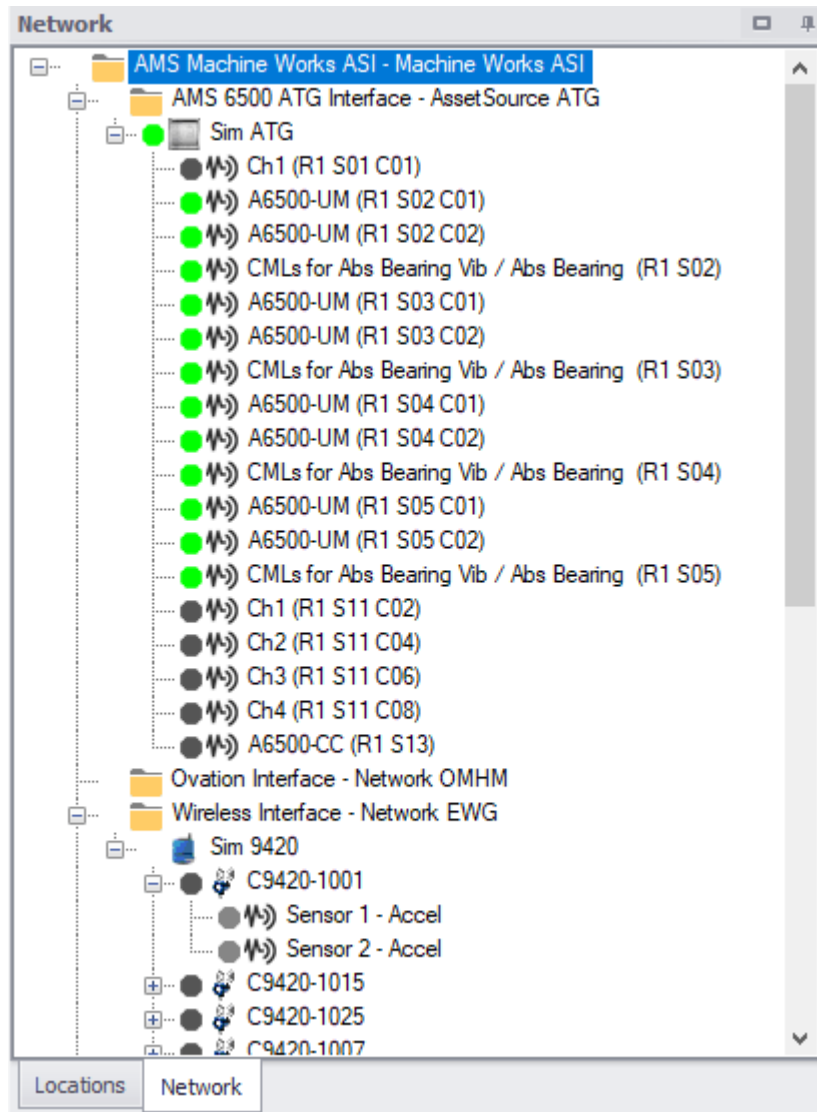 Network
AMS Machine Works ASI - Machine Works ASI
AMS 6500 ATG Interface - AssetSource ATG
Sim ATG
Ch1 (R1 S01 C01)
A6500-UM (R1 S02 C01)
A6500-UM (R1 S02 C02)
CMLs for Abs Bearing Vib / Abs Bearing (R1 S02)
A6500-UM (R1 S03 C01)
A6500-UM (R1 S03 C02)
CMLs for Abs Bearing Vib / Abs Bearing (R1 S03)
A6500-UM (R1 S04 C01)
A6500-UM (R1 S04 C02)
CMLs for Abs Bearing Vib / Abs Bearing (R1 S04)
A6500-UM (R1 S05 C01)
A6500-UM (R1 S05 C02)
CMLs for Abs Bearing Vib / Abs Bearing (R1 S05)
Ch1 (R1 S11 C02)
Ch2 (R1 S11 C04)
Ch3 (R1 S11 C06)
Ch4 (R1 S11 C08)
A6500-CC (R1 S13)
Ovation Interface - Network OMHM
Wireless Interface - Network EWG
Sim 9420
C9420-1001
Sensor 1 - Accel
Sensor 2 - Accel
C9420-1015
C9420-1025
C9420-1007
Locations Network